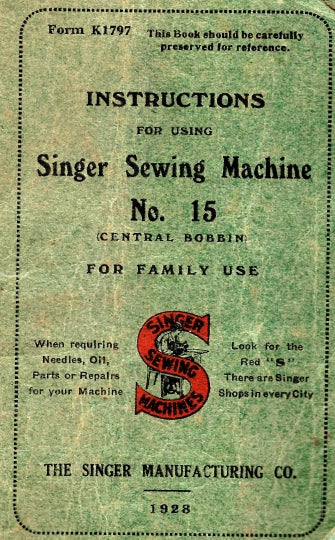 Form K1797
This Book should be carefully
preserved for reference.
INSTRUCTIONS
FOR USING
Singer Sewing Machine
No. 15
(CENTRAL BOBBIN)
FOR FAMILY USE
When requiring
Needles, Oil,
Parts or Repairs
for your Machine
SINGER
SEWING
MACHINES
Look for the
Red "S"
There are Singer
Shops in every City
THE SINGER MANUFACTURING CO.
1928